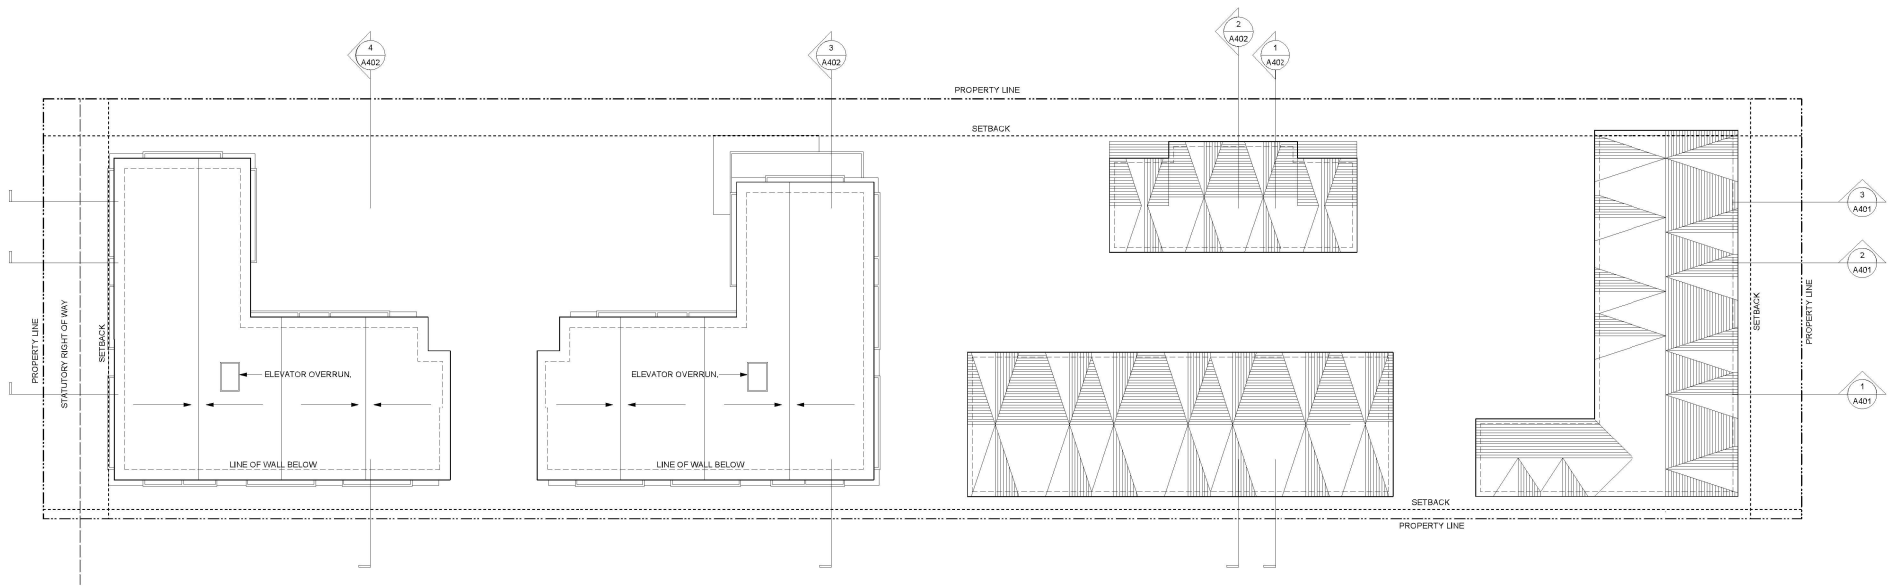 2
A402
4
A402
3
A402
1
A402
PROPERTY LINE
SETBACK
3
A401
2
A401
1
A401
PROPERTY LINE
STATUTORY RIGHT OF WAY
SETBACK
SETBACK
PROPERTY LINE
ELEVATOR OVERRUN,
ELEVATOR OVERRUN,
LINE OF WALL BELOW
LINE OF WALL BELOW
SETBACK
PROPERTY LINE